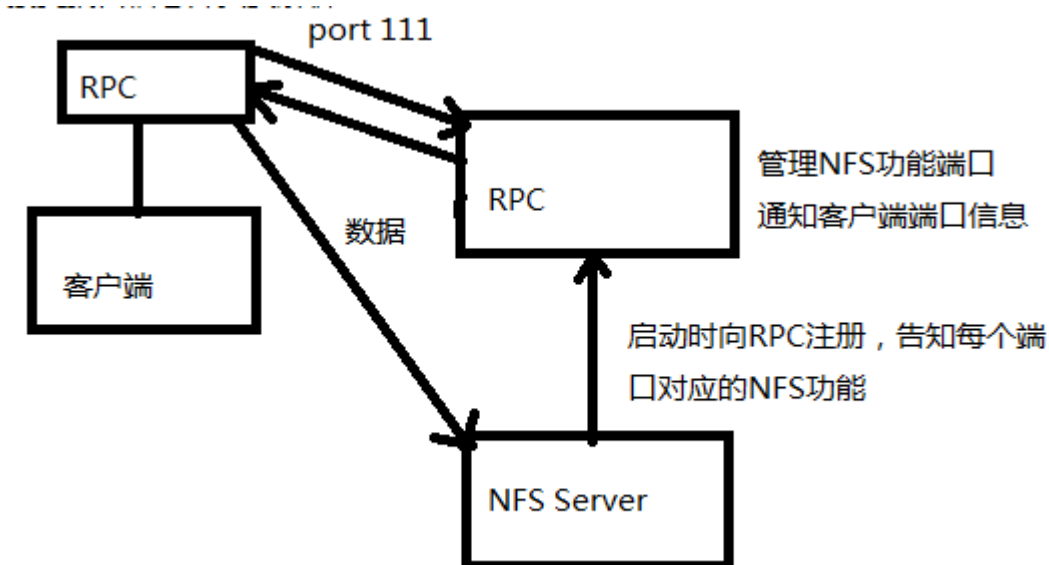 port 111
RPC
RPC
管理NFS功能端口
通知客户端端口信息
数据
客户端
启动时向RPC注册，告知每个端
口对应的NFS功能
NFS Server